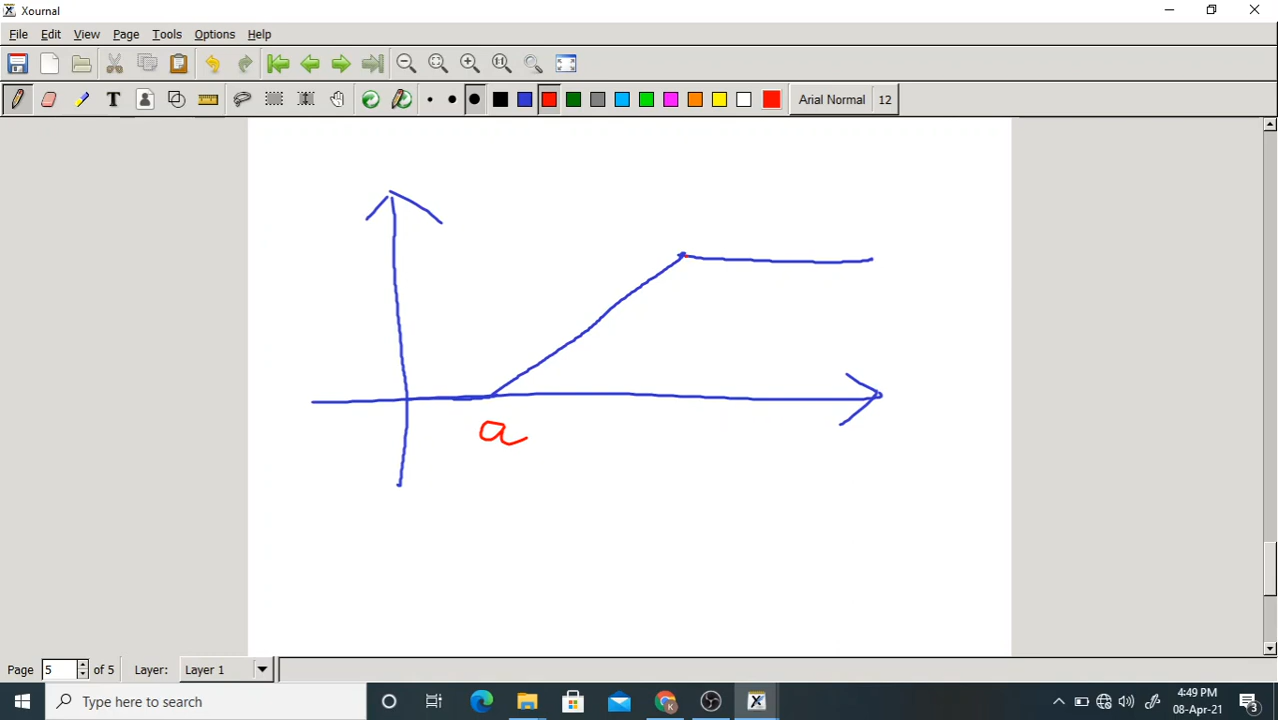 Xournal
File Edit View Page Tools Options Help
T Arial Normal 12
a
Page 5 of 5 Layer: Layer 1
Type here to search
4:49 PM
08-Apr-21
3